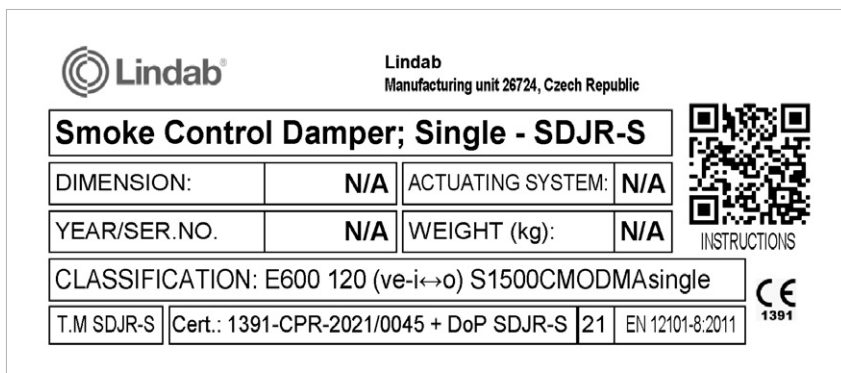 Lindab®
Lindab
Manufacturing unit 26724, Czech Republic
Smoke Control Damper; Single - SDJR-S
DIMENSION: N/A ACTUATING SYSTEM: N/A
YEAR/SER.NO. N/A WEIGHT (kg): N/A
INSTRUCTIONS
CLASSIFICATION: E600 120 (ve-i↔o) S1500CMODMAsingle
CE
1391
T.M SDJR-S Cert.: 1391-CPR-2021/0045 + DoP SDJR-S 21 EN 12101-8:2011